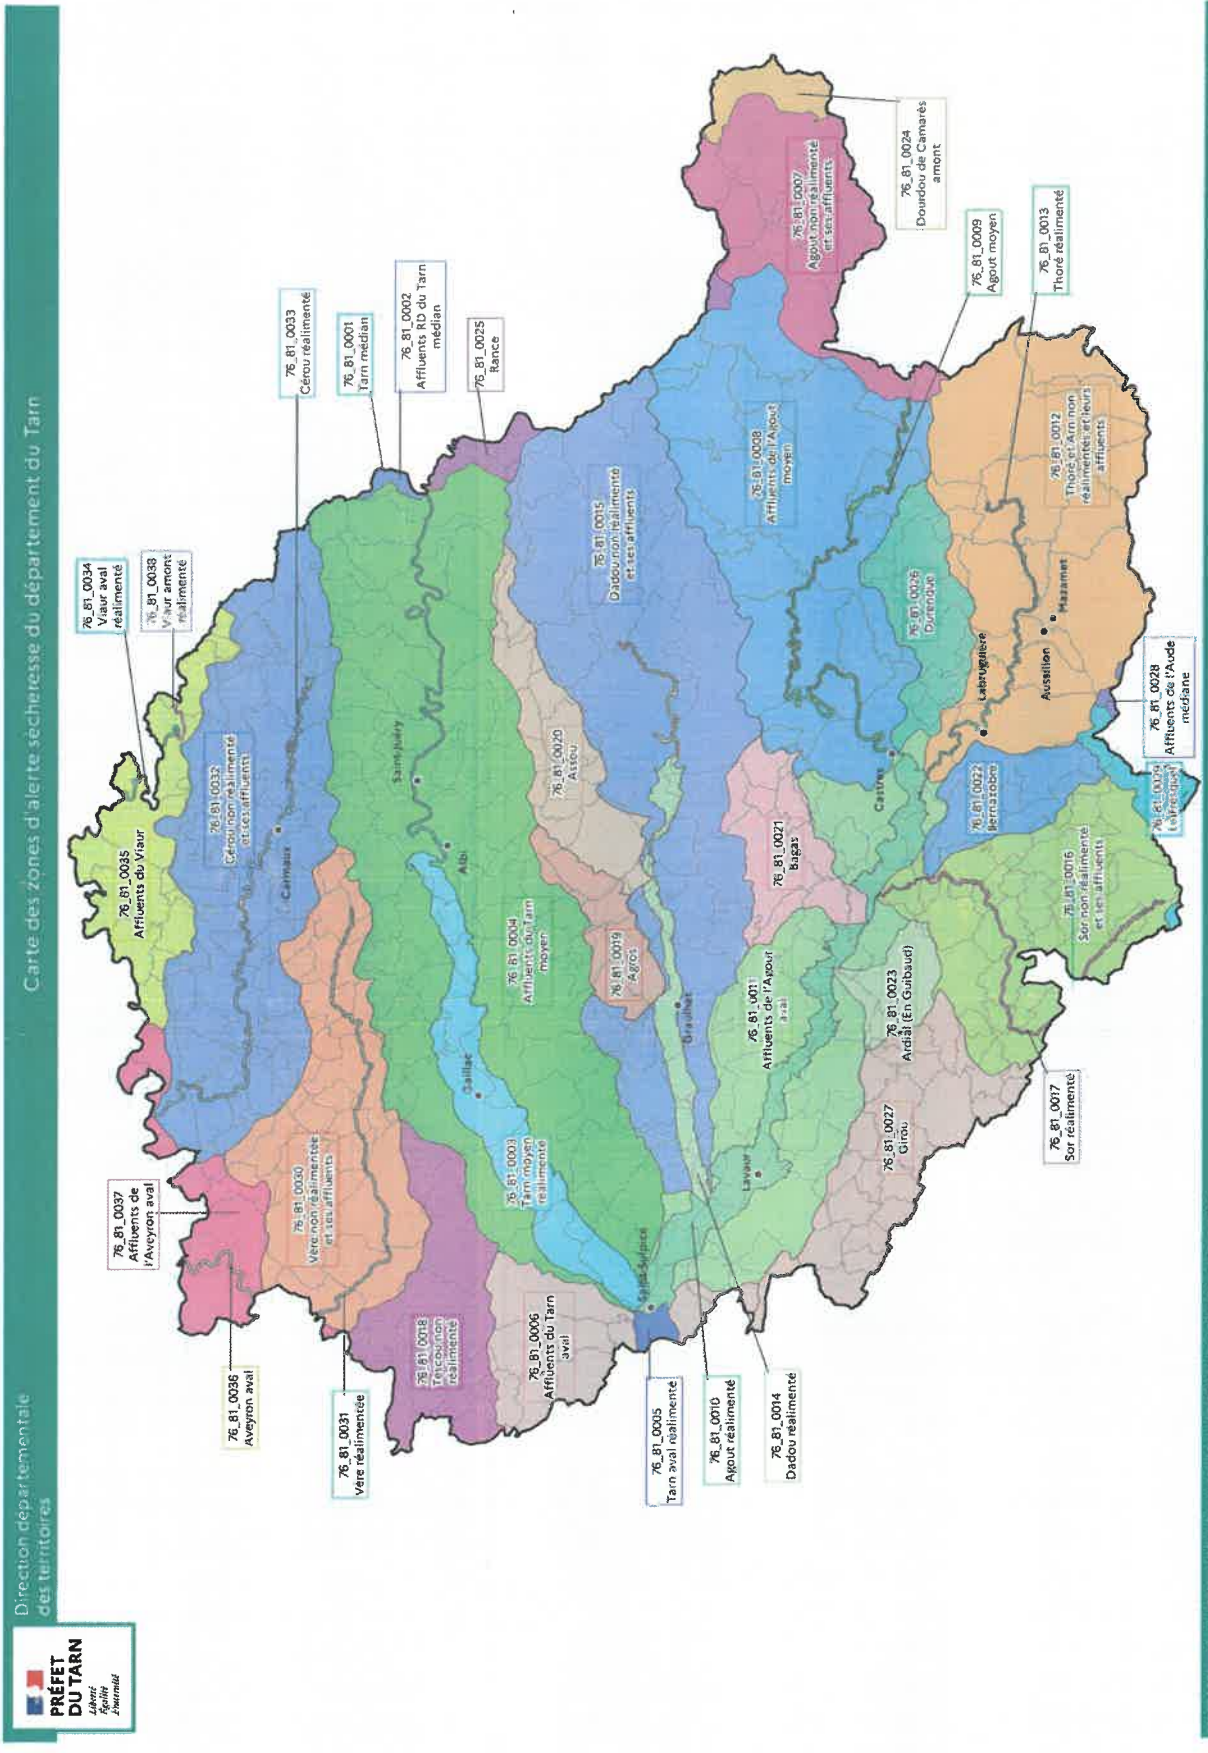 Direction départementale
des territoires
Carte des zones d'alerte sécheresse du département du Tarn
PRÉFET
DU TARN
Liberté
Égalité
Fraternité
76_81_0034
Viaur aval
réalimenté
76_81_0038
Viaur amont
réalimenté
76_81_0033
Cérou réalimenté
76_81_0001
Tarn médian
76_81_0002
Affluents RD du Tarn
médian
76_81_0025
Rance
76_81_0035
Affluents du Viaur
76_81_0037
Affluents de
l'Aveyron aval
76_81_0032
Cérou non réalimenté
et ses affluents
Carmaux
76_81_0036
Aveyron aval
76_81_0030
Vère non réalimentée
et ses affluents
76_81_0031
Vère réalimentée
Saint-Juéry
Albi
Gaillac
76_81_0018
Tescou non
réalimenté
76_81_0003
Tarn moyen
réalimenté
76_81_0004
Affluents du Tarn
moyen
76_81_0020
Assou
76_81_0015
Dadou non réalimenté
et ses affluents
76_81_0006
Affluents du Tarn
aval
76_81_0019
Agros
Saint-Sulpice
Graulhet
76_81_0005
Tarn aval réalimenté
76_81_0010
Agout réalimenté
76_81_0014
Dadou réalimenté
Lavaur
76_81_0011
Affluents de l'Agout
aval
76_81_0021
Bagas
76_81_0008
Affluents de l'Agout
moyen
76_81_0007
Agout non réalimenté
et ses affluents
76_81_0024
Dourdou de Camarès
amont
76_81_0009
Agout moyen
76_81_0013
Thoré réalimenté
Castres
76_81_0026
Durenque
76_81_0027
Girou
76_81_0023
Ardial (En Guibaud)
76_81_0022
Bernazobre
Labruguière
Aussillon
Mazamet
76_81_0012
Thoré et Arn non
réalimentés et leurs
affluents
76_81_0017
Sor réalimenté
76_81_0016
Sor non réalimenté
et ses affluents
76_81_0029
76_81_0028
Affluents de l'Aude
médiane